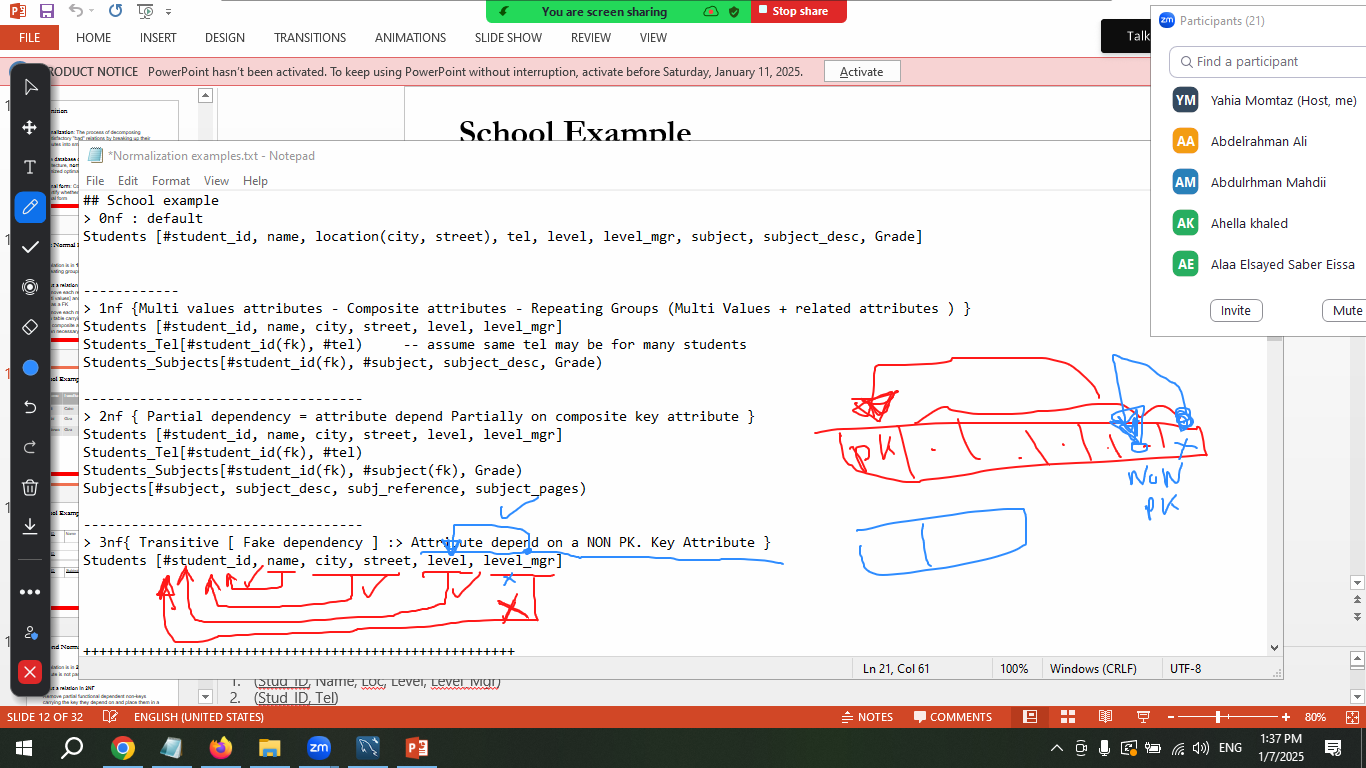 You are screen sharing
Stop share
FILE
HOME
INSERT
DESIGN
TRANSITIONS
ANIMATIONS
SLIDE SHOW
REVIEW
VIEW
Talk
RODUCT NOTICE PowerPoint hasn't been activated. To keep using PowerPoint without interruption, activate before Saturday, January 11, 2025.
Activate
Participants (21)
Find a participant
YM Yahia Momtaz (Host, me)
AA Abdelrahman Ali
AM Abdulrhman Mahdii
AK Ahella khaled
AE Alaa Elsayed Saber Eissa
Invite
Mute
School Example
*Normalization examples.txt - Notepad
File Edit Format View Help
## School example
> 0nf : default
Students [#student_id, name, location(city, street), tel, level, level_mgr, subject, subject_desc, Grade]
------------
> 1nf {Multi values attributes - Composite attributes - Repeating Groups (Multi Values + related attributes ) }
Students [#student_id, name, city, street, level, level_mgr]
Students_Tel[#student_id(fk), #tel) -- assume same tel may be for many students
Students_Subjects[#student_id(fk), #subject, subject_desc, Grade)
-----------------------------------
> 2nf { Partial dependency = attribute depend Partially on composite key attribute }
Students [#student_id, name, city, street, level, level_mgr]
Students_Tel[#student_id(fk), #tel)
Students_Subjects[#student_id(fk), #subject(fk), Grade)
Subjects[#subject, subject_desc, subj_reference, subject_pages)
-----------------------------------
> 3nf{ Transitive [ Fake dependency ] :> Attribute depend on a NON PK. Key Attribute }
Students [#student_id, name, city, street, level, level_mgr]
++++++++++++++++++++++++++++++++++++++++++++++++++++++
PK
NON
PK
Ln 21, Col 61
100%
Windows (CRLF)
UTF-8
1. (Stud_ID, Name, Loc, Level, Level_Mgr)
2. (Stud_ID, Tel)
SLIDE 12 OF 32
ENGLISH (UNITED STATES)
NOTES
COMMENTS
80%
ENG
1:37 PM
1/7/2025